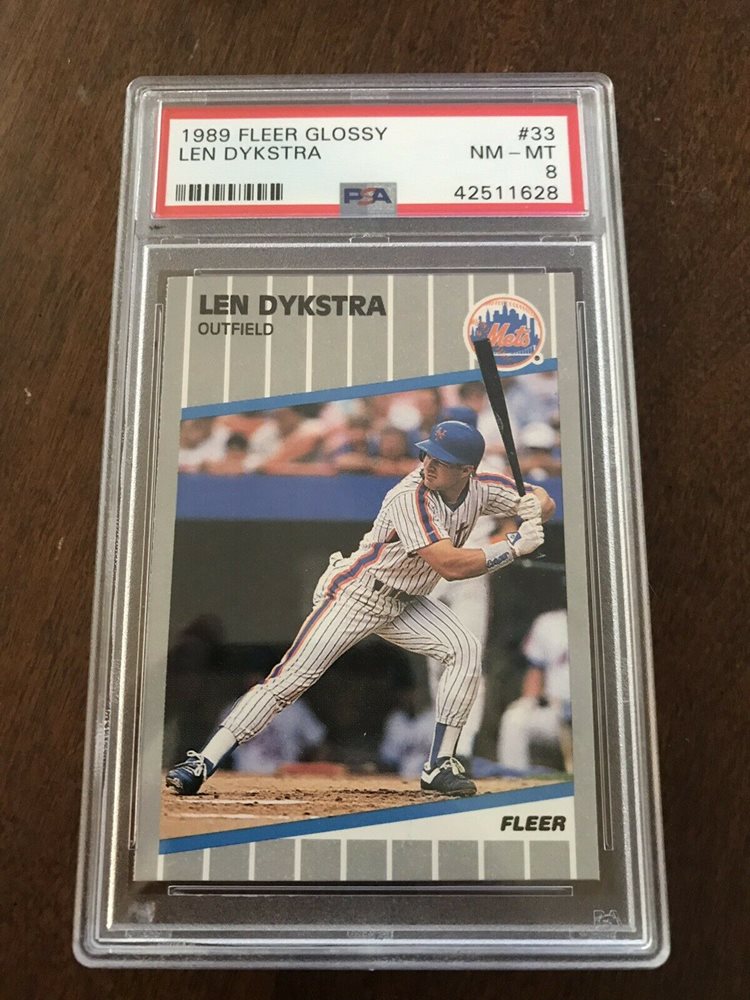 1989 FLEER GLOSSY #33
LEN DYKSTRA NM – MT
8
PSA 42511628
LEN DYKSTRA
OUTFIELD
Mets
FLEER